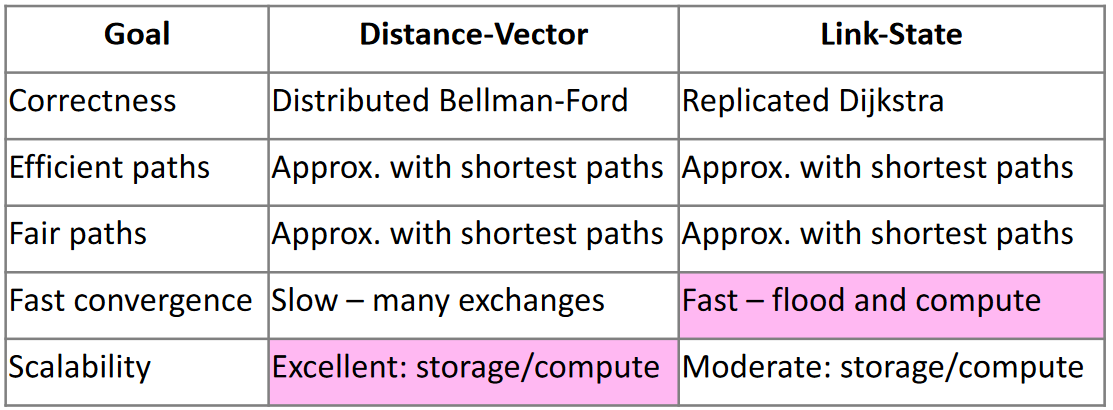 Goal Distance-Vector Link-State
Correctness Distributed Bellman-Ford Replicated Dijkstra
Efficient paths Approx. with shortest paths Approx. with shortest paths
Fair paths Approx. with shortest paths Approx. with shortest paths
Fast convergence Slow – many exchanges Fast – flood and compute
Scalability Excellent: storage/compute Moderate: storage/compute